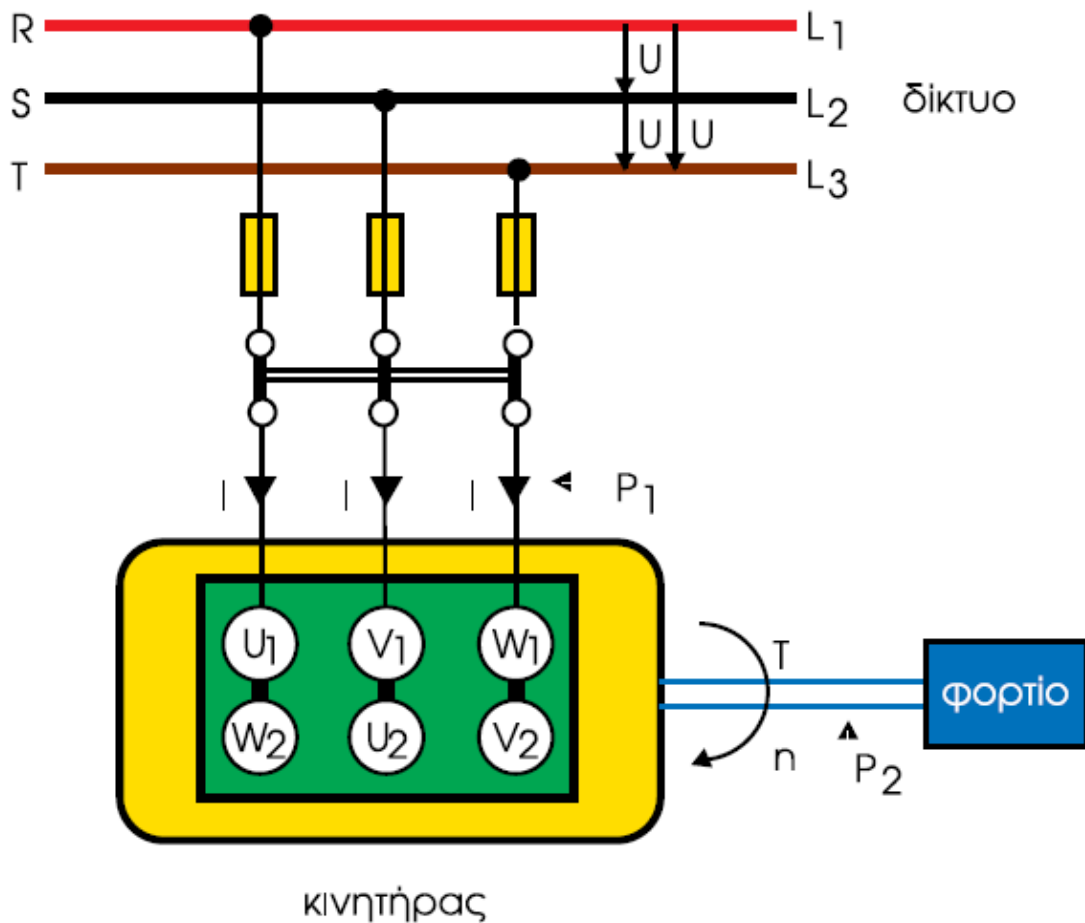 R L1
U
S L2 δίκτυο
U U
T L3
I I I P1
U1 V1 W1
T
W2 U2 V2
φορτίο
n P2
κινητήρας